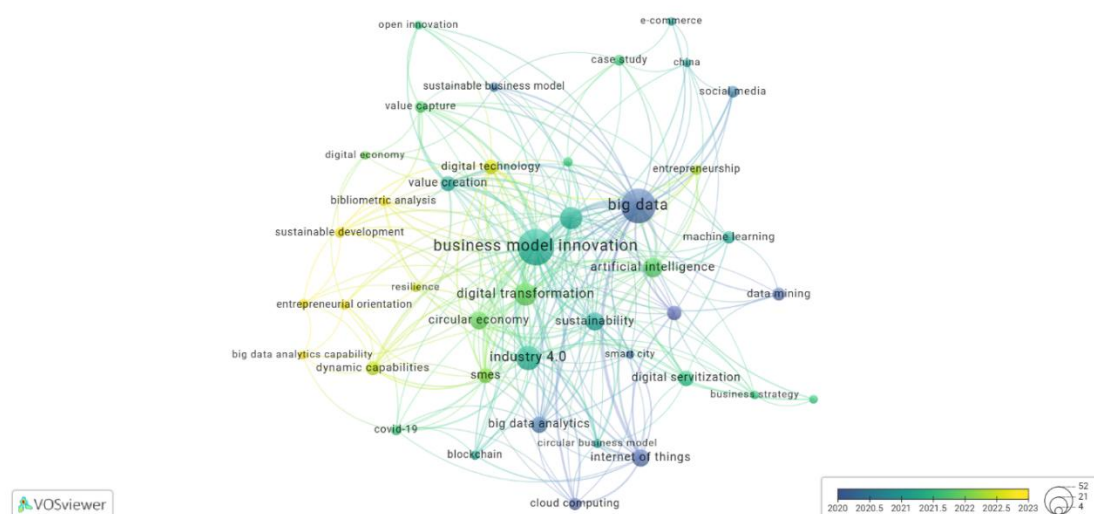 open innovation
e-commerce
case study
china
sustainable business model
social media
value capture
digital economy
digital technology
entrepreneurship
value creation
bibliometric analysis
big data
sustainable development
business model innovation
machine learning
artificial intelligence
resilience
digital transformation
data mining
entrepreneurial orientation
circular economy
sustainability
big data analytics capability
industry 4.0
smart city
dynamic capabilities
smes
digital servitization
business strategy
covid-19
big data analytics
circular business model
blockchain
internet of things
cloud computing
VOSviewer
2020 2020.5 2021 2021.5 2022 2022.5 2023
52
21
4